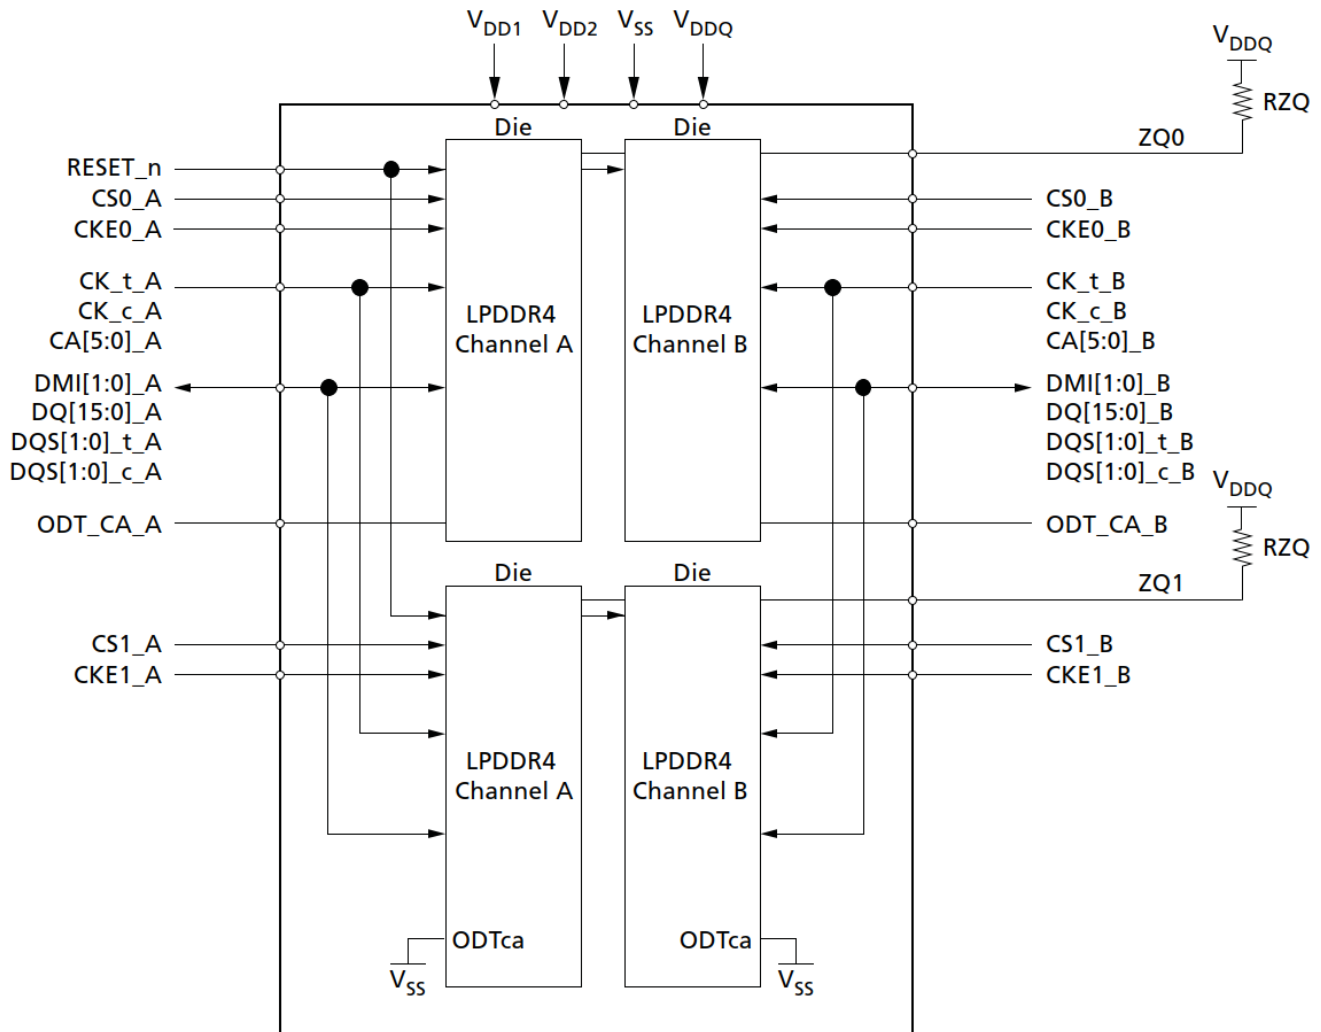 VDD1 VDD2 VSS VDDQ
VDDQ
RZQ
Die Die
ZQ0
RESET_n
CS0_A
CS0_B
CKE0_A
CKE0_B
CK_t_A
CK_t_B
CK_c_A
CK_c_B
CA[5:0]_A
CA[5:0]_B
LPDDR4
Channel A
LPDDR4
Channel B
DMI[1:0]_A
DMI[1:0]_B
DQ[15:0]_A
DQ[15:0]_B
DQS[1:0]_t_A
DQS[1:0]_t_B
DQS[1:0]_c_A
DQS[1:0]_c_B
VDDQ
ODT_CA_A
ODT_CA_B
RZQ
Die Die
ZQ1
CS1_A
CS1_B
CKE1_A
CKE1_B
LPDDR4
Channel A
LPDDR4
Channel B
ODTca
ODTca
VSS
VSS